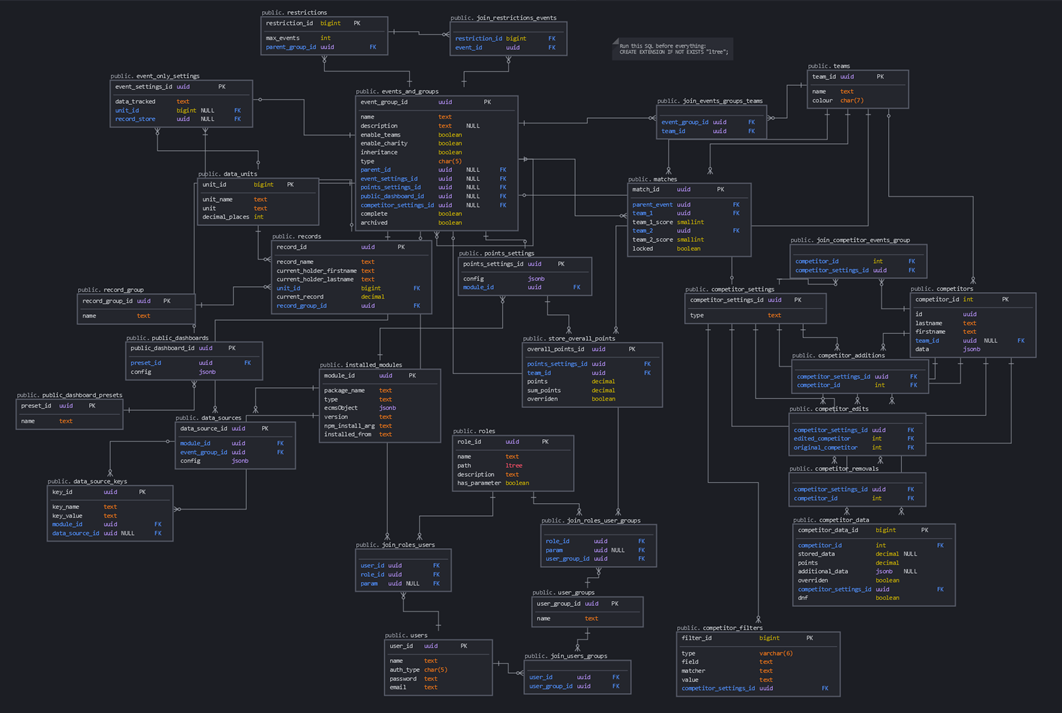 public. restrictions
restriction_id bigint PK
max_events int
parent_group_id uuid FK
public. join_restrictions_events
restriction_id bigint FK
event_id uuid FK
Run this SQL before everything:
CREATE EXTENSION IF NOT EXISTS "ltree";
public. teams
team_id uuid PK
name text
colour char(7)
public. event_only_settings
event_settings_id uuid PK
data_tracked text
unit_id bigint NULL FK
record_store uuid NULL FK
public. events_and_groups
event_group_id uuid PK
name text
description text NULL
enable_teams boolean
enable_charity boolean
inheritance boolean
type char(5)
parent_id uuid NULL FK
event_settings_id uuid NULL FK
points_settings_id uuid NULL FK
public_dashboard_id uuid NULL FK
competitor_settings_id uuid NULL FK
complete boolean
archived boolean
public. join_events_groups_teams
event_group_id uuid FK
team_id uuid FK
public. data_units
unit_id bigint PK
unit_name text
unit text
decimal_places int
public. matches
match_id uuid PK
parent_event uuid FK
team_1 uuid FK
team_1_score smallint
team_2 uuid FK
team_2_score smallint
locked boolean
public. records
record_id uuid PK
record_name text
current_holder_firstname text
current_holder_lastname text
unit_id bigint FK
current_record decimal
record_group_id uuid FK
public. points_settings
points_settings_id uuid PK
config jsonb
module_id uuid FK
public. join_competitor_events_group
competitor_id int FK
competitor_settings_id uuid FK
public. record_group
record_group_id uuid PK
name text
public. competitor_settings
competitor_settings_id uuid PK
type text
public. competitors
competitor_id int PK
id uuid
lastname text
firstname text
team_id uuid NULL FK
data jsonb
public. public_dashboards
public_dashboard_id uuid PK
preset_id uuid FK
config jsonb
public. store_overall_points
overall_points_id uuid PK
points_settings_id uuid FK
team_id uuid FK
points decimal
sum_points decimal
overriden boolean
public. competitor_additions
competitor_settings_id uuid FK
competitor_id int FK
public. installed_modules
module_id uuid PK
package_name text
type text
ecmsObject jsonb
version text
npm_install_arg text
installed_from text
public. public_dashboard_presets
preset_id uuid PK
name text
public. data_sources
data_source_id uuid PK
module_id uuid FK
event_group_id uuid FK
config jsonb
public. competitor_edits
competitor_settings_id uuid FK
edited_competitor int FK
original_competitor int FK
public. roles
role_id uuid PK
name text
path ltree
description text
has_parameter boolean
public. competitor_removals
competitor_settings_id uuid FK
competitor_id int FK
public. data_source_keys
key_id uuid PK
key_name text
key_value text
module_id uuid FK
data_source_id uuid NULL FK
public. join_roles_user_groups
role_id uuid FK
param uuid NULL FK
user_group_id uuid FK
public. competitor_data
competitor_data_id bigint PK
competitor_id int FK
stored_data decimal NULL
points decimal
additional_data jsonb NULL
overriden boolean
competitor_settings_id uuid FK
dnf boolean
public. join_roles_users
user_id uuid FK
role_id uuid FK
param uuid NULL FK
public. user_groups
user_group_id uuid PK
name text
public. users
user_id uuid PK
name text
auth_type char(5)
password text
email text
public. join_users_groups
user_id uuid FK
user_group_id uuid FK
public. competitor_filters
filter_id bigint PK
type varchar(6)
field text
matcher text
value text
competitor_settings_id uuid FK